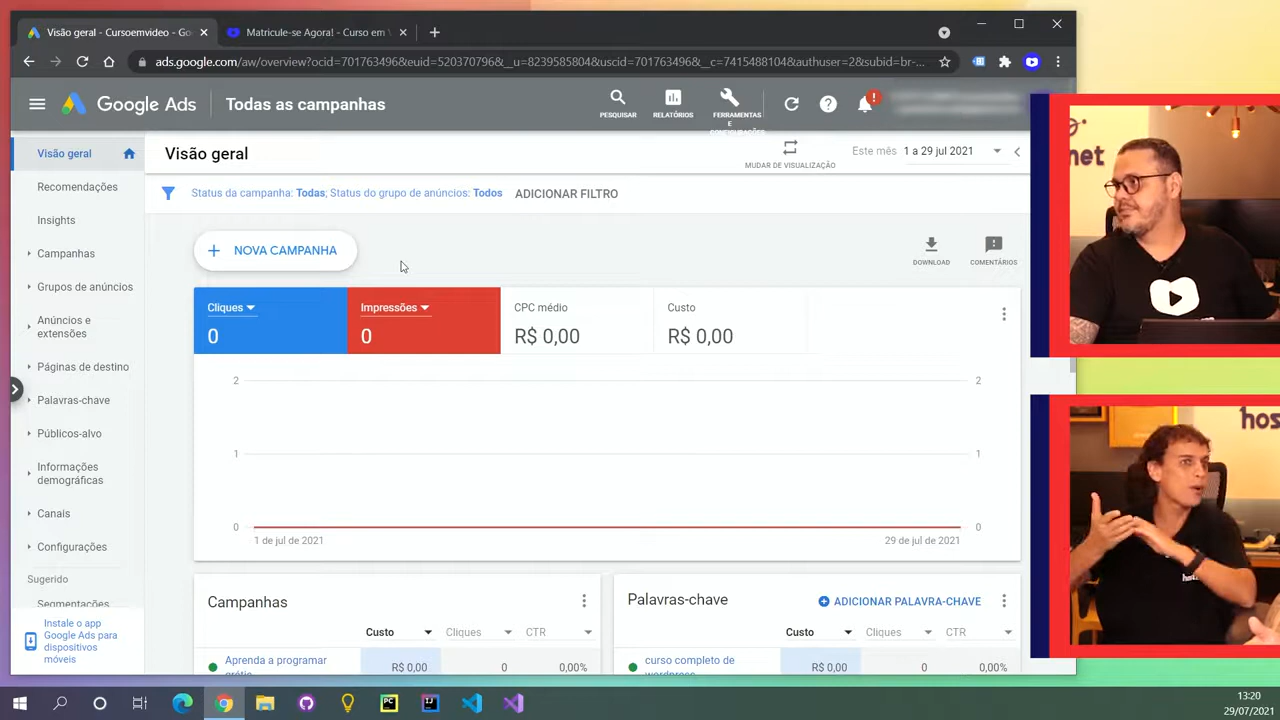 Visão geral - Cursoemvideo - Go
Matricule-se Agora! - Curso em
ads.google.com/aw/overview?ocid=701763496&euid=520370796&__u=8239585804&uscid=701763496&__c=7415488104&authuser=2&subid=br-...
Google Ads
Todas as campanhas
PESQUISAR
RELATÓRIOS
FERRAMENTAS
E
CONFIGURAÇÕES
!
Visão geral
Recomendações
Insights
Campanhas
Grupos de anúncios
Anúncios e
extensões
Páginas de destino
Palavras-chave
Públicos-alvo
Informações
demográficas
Canais
Configurações
Sugerido
Segmentações
Instale o app
Google Ads para
dispositivos
móveis
Visão geral
MUDAR DE VISUALIZAÇÃO
Este mês
1 a 29 jul 2021
Status da campanha: Todas; Status do grupo de anúncios: Todos
ADICIONAR FILTRO
NOVA CAMPANHA
DOWNLOAD
COMENTÁRIOS
Cliques
0
Impressões
0
CPC médio
R$ 0,00
Custo
R$ 0,00
2
2
1
1
0
0
1 de jul de 2021
29 de jul de 2021
Campanhas
Custo
Cliques
CTR
Aprenda a programar
grátis
R$ 0,00
0
0,00%
Palavras-chave
ADICIONAR PALAVRA-CHAVE
Custo
Cliques
CTR
curso completo de
wordpress
R$ 0,00
0
0,00%
net
hos
host
PC
IJ
13:20
29/07/2021